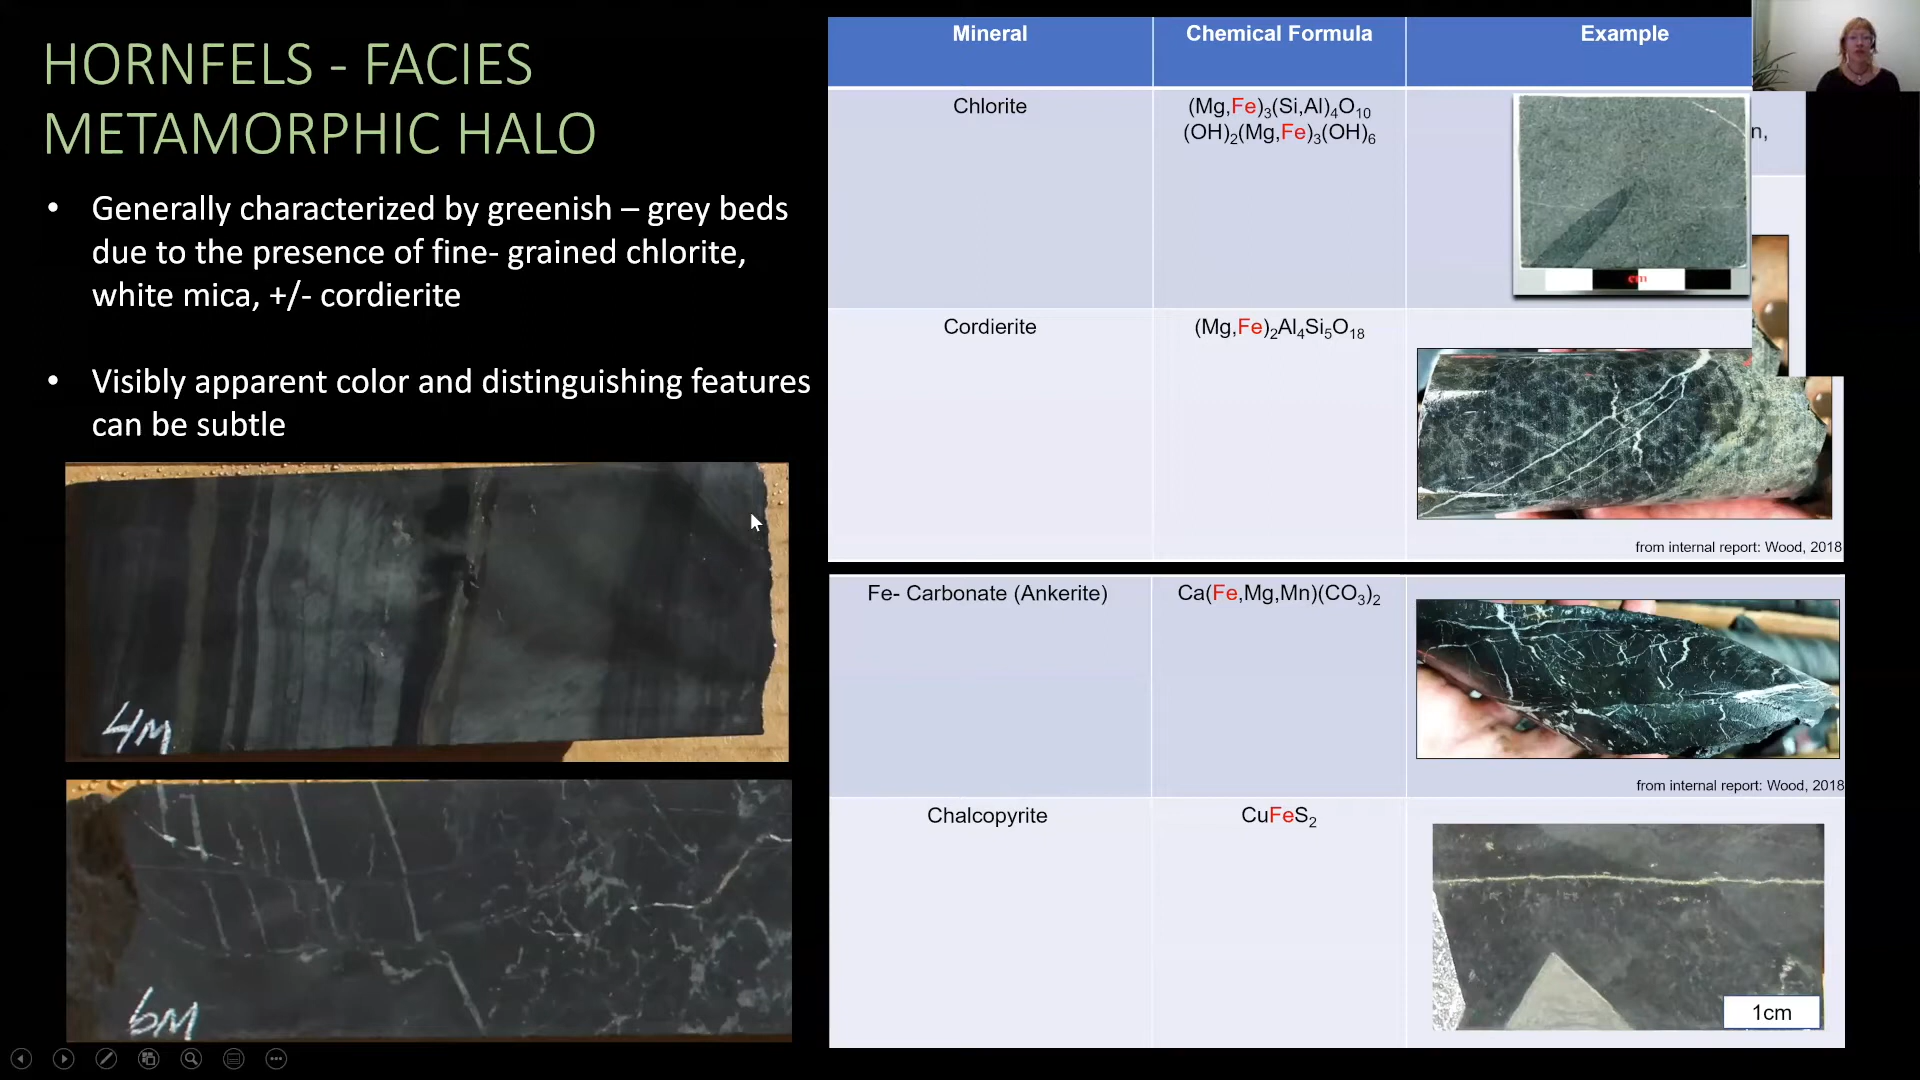 HORNFELS - FACIES
METAMORPHIC HALO
• Generally characterized by greenish – grey beds
due to the presence of fine- grained chlorite,
white mica, +/- cordierite
• Visibly apparent color and distinguishing features
can be subtle
4M
6M
Mineral Chemical Formula Example
Chlorite (Mg,Fe)₃(Si,Al)₄O₁₀
(OH)₂(Mg,Fe)₃(OH)₆
n,
cm
Cordierite (Mg,Fe)₂Al₄Si₅O₁₈
from internal report: Wood, 2018
Fe- Carbonate (Ankerite) Ca(Fe,Mg,Mn)(CO₃)₂
from internal report: Wood, 2018
Chalcopyrite CuFeS₂
1cm